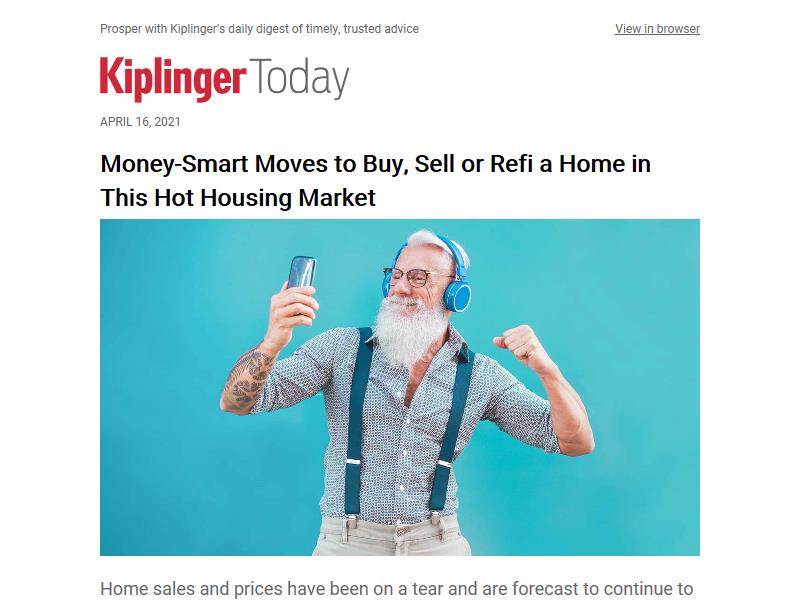 Prosper with Kiplinger's daily digest of timely, trusted advice
View in browser
Kiplinger Today
APRIL 16, 2021
Money-Smart Moves to Buy, Sell or Refi a Home in
This Hot Housing Market
Home sales and prices have been on a tear and are forecast to continue to